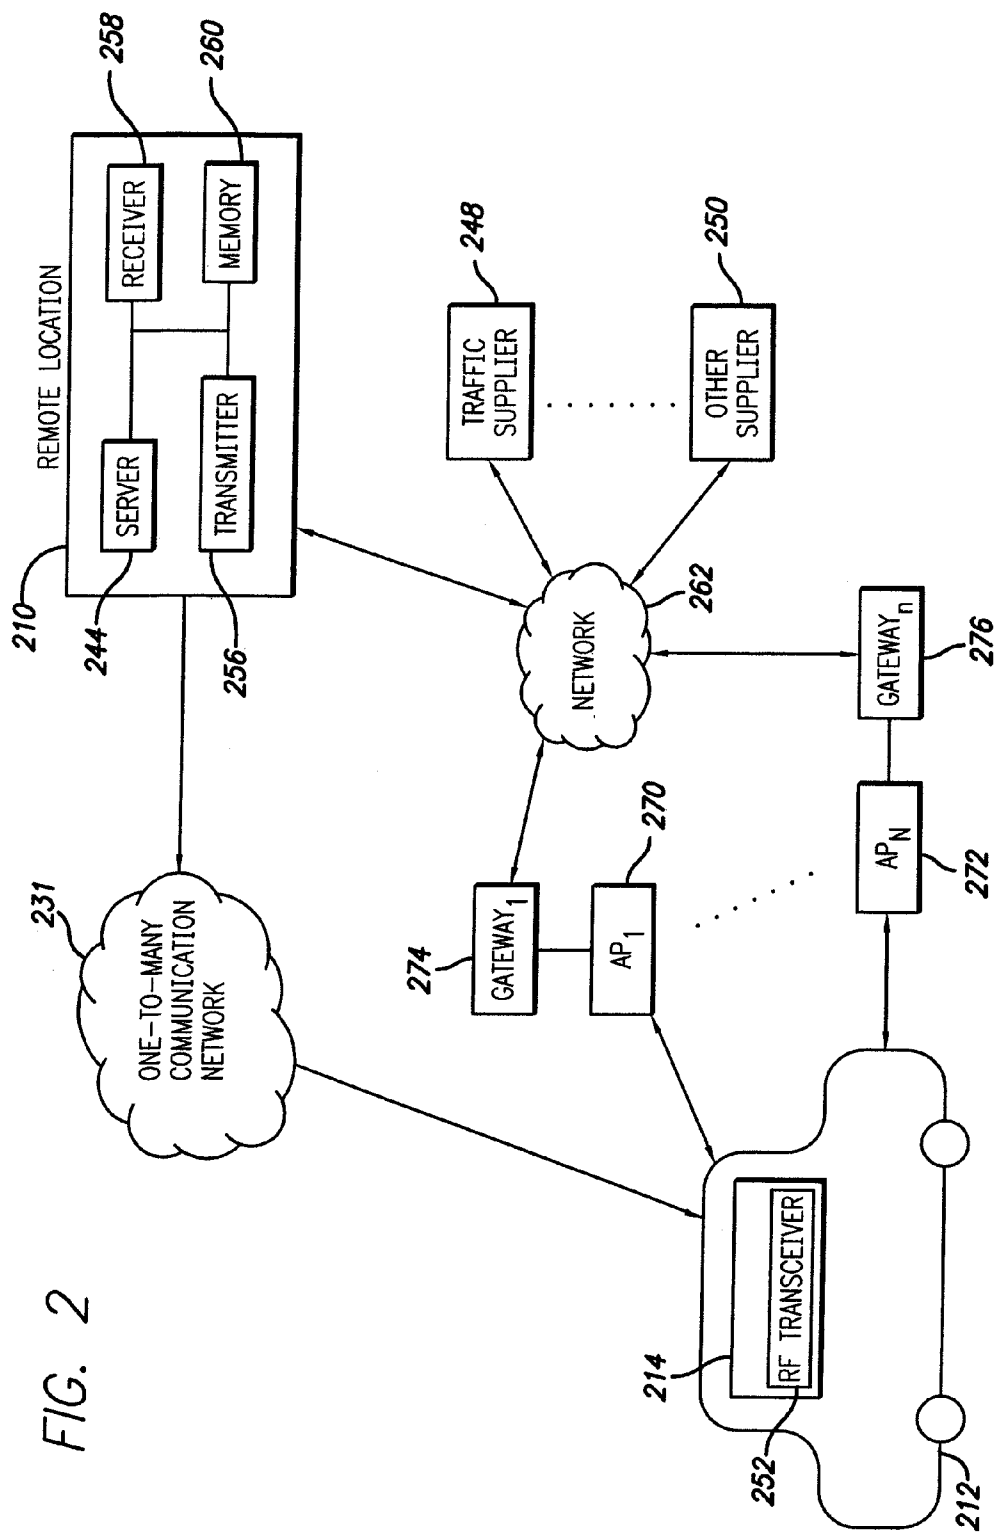 FIG. 2
231
ONE-TO-MANY
COMMUNICATION
NETWORK
210
REMOTE LOCATION
244
SERVER
RECEIVER
258
256
TRANSMITTER
MEMORY
260
274
GATEWAY1
AP1
270
NETWORK
262
TRAFFIC
SUPPLIER
248
OTHER
SUPPLIER
250
214
RF TRANSCEIVER
252
212
APN
272
GATEWAYn
276